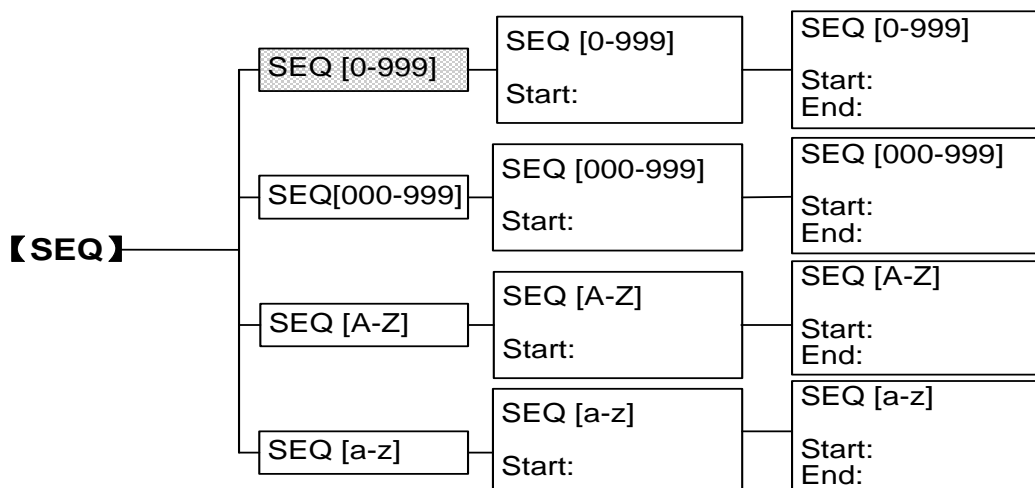 【SEQ】
SEQ [0-999]
SEQ [0-999]
Start:
SEQ [0-999]
Start:
End:
SEQ[000-999]
SEQ [000-999]
Start:
SEQ [000-999]
Start:
End:
SEQ [A-Z]
SEQ [A-Z]
Start:
SEQ [A-Z]
Start:
End:
SEQ [a-z]
SEQ [a-z]
Start:
SEQ [a-z]
Start:
End: